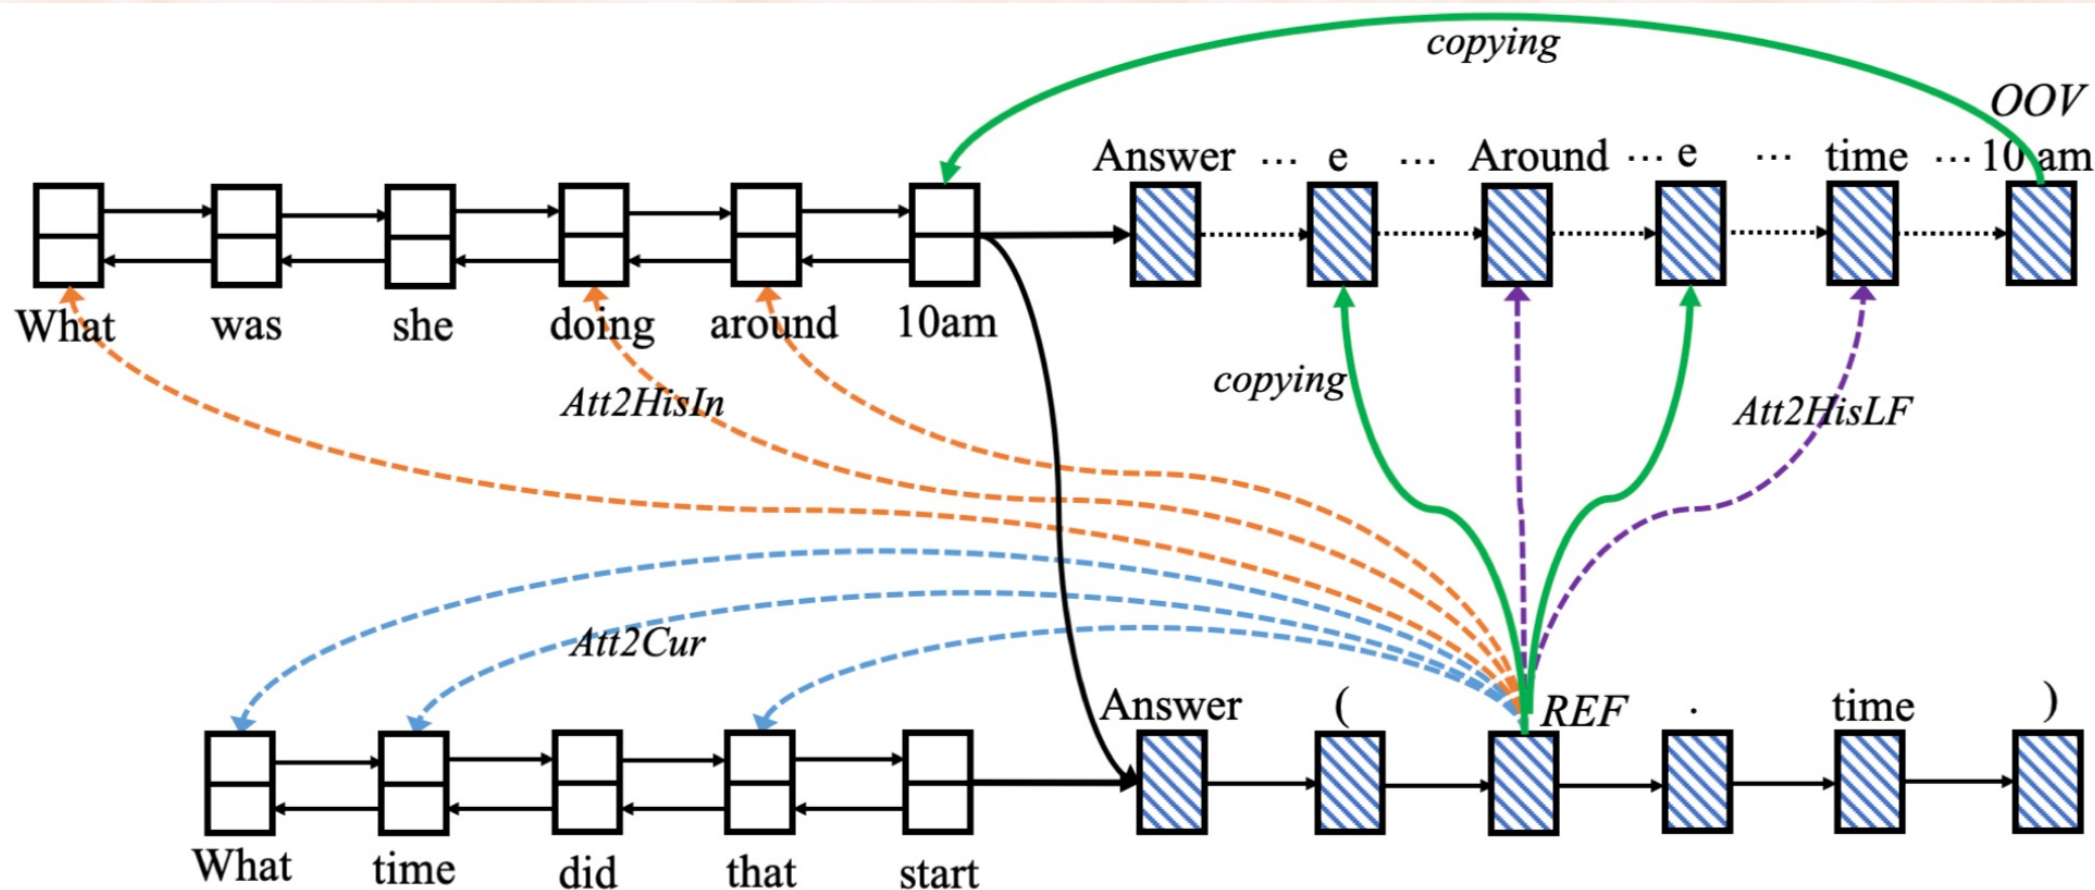 copying
OOV
Answer ... e ... Around ... e ... time ... 10 am
What was she doing around 10am
copying
Att2HisIn
Att2HisLF
Att2Cur
Answer ( REF . time )
What time did that start